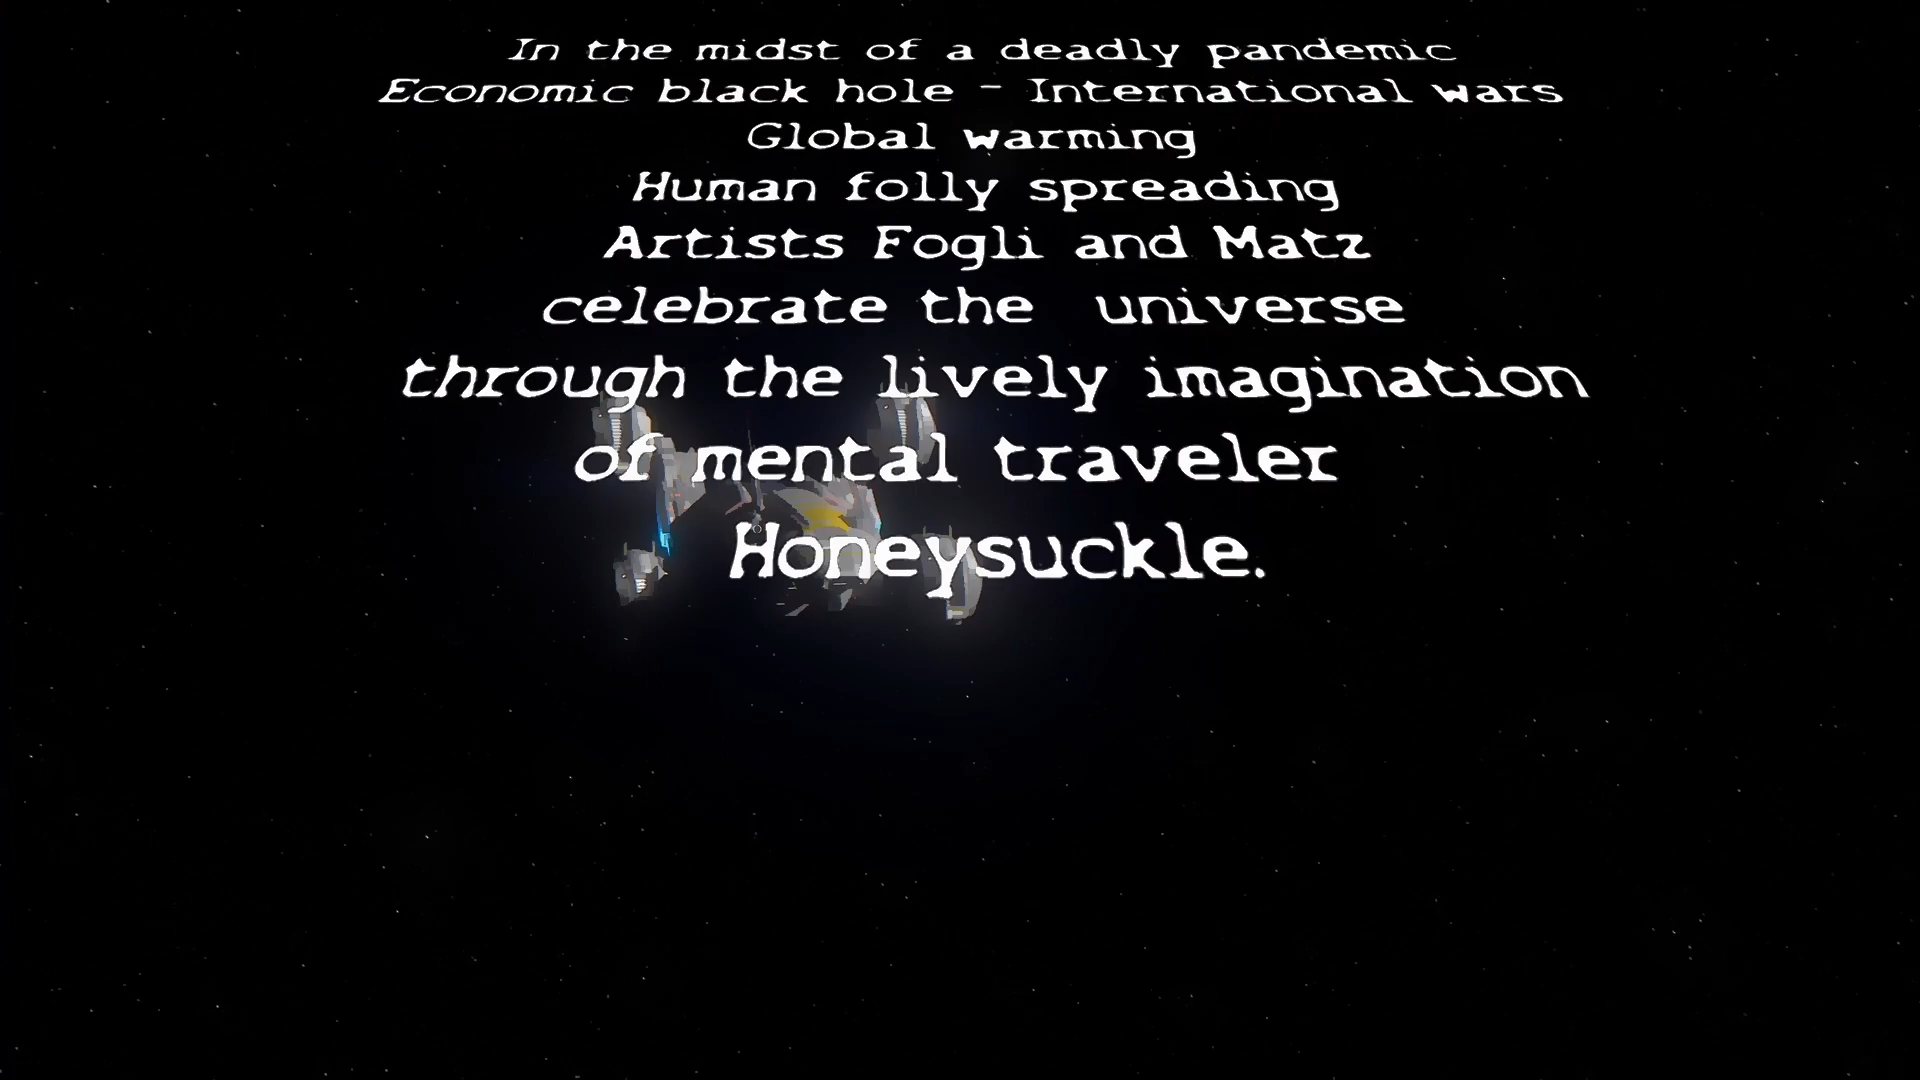 In the midst of a deadly pandemic
Economic black hole - International wars
Global warming
Human folly spreading
Artists Fogli and Matz
celebrate the universe
through the lively imagination
of mental traveler
Honeysuckle.